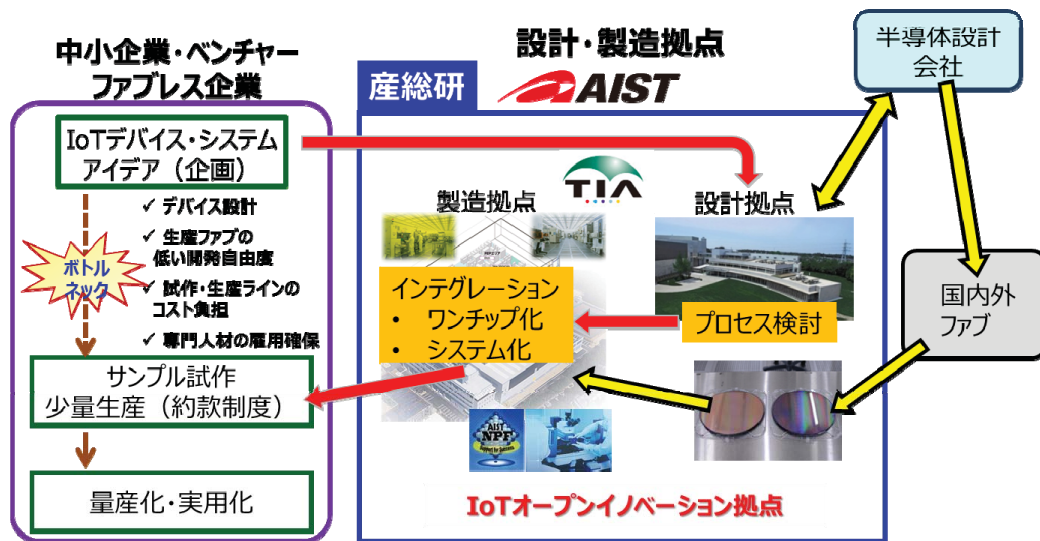 中小企業・ベンチャー
ファブレス企業
IoTデバイス・システム
アイデア（企画）
✓ デバイス設計
✓ 生産ファブの
低い開発自由度
✓ 試作・生産ラインの
コスト負担
✓ 専門人材の雇用確保
ボトル
ネック
サンプル試作
少量生産（約款制度）
量産化・実用化
設計・製造拠点
産総研
AIST
TIA
製造拠点
設計拠点
インテグレーション
• ワンチップ化
• システム化
プロセス検討
AIST
NPF
Support for Success
IoTオープンイノベーション拠点
半導体設計
会社
国内外
ファブ